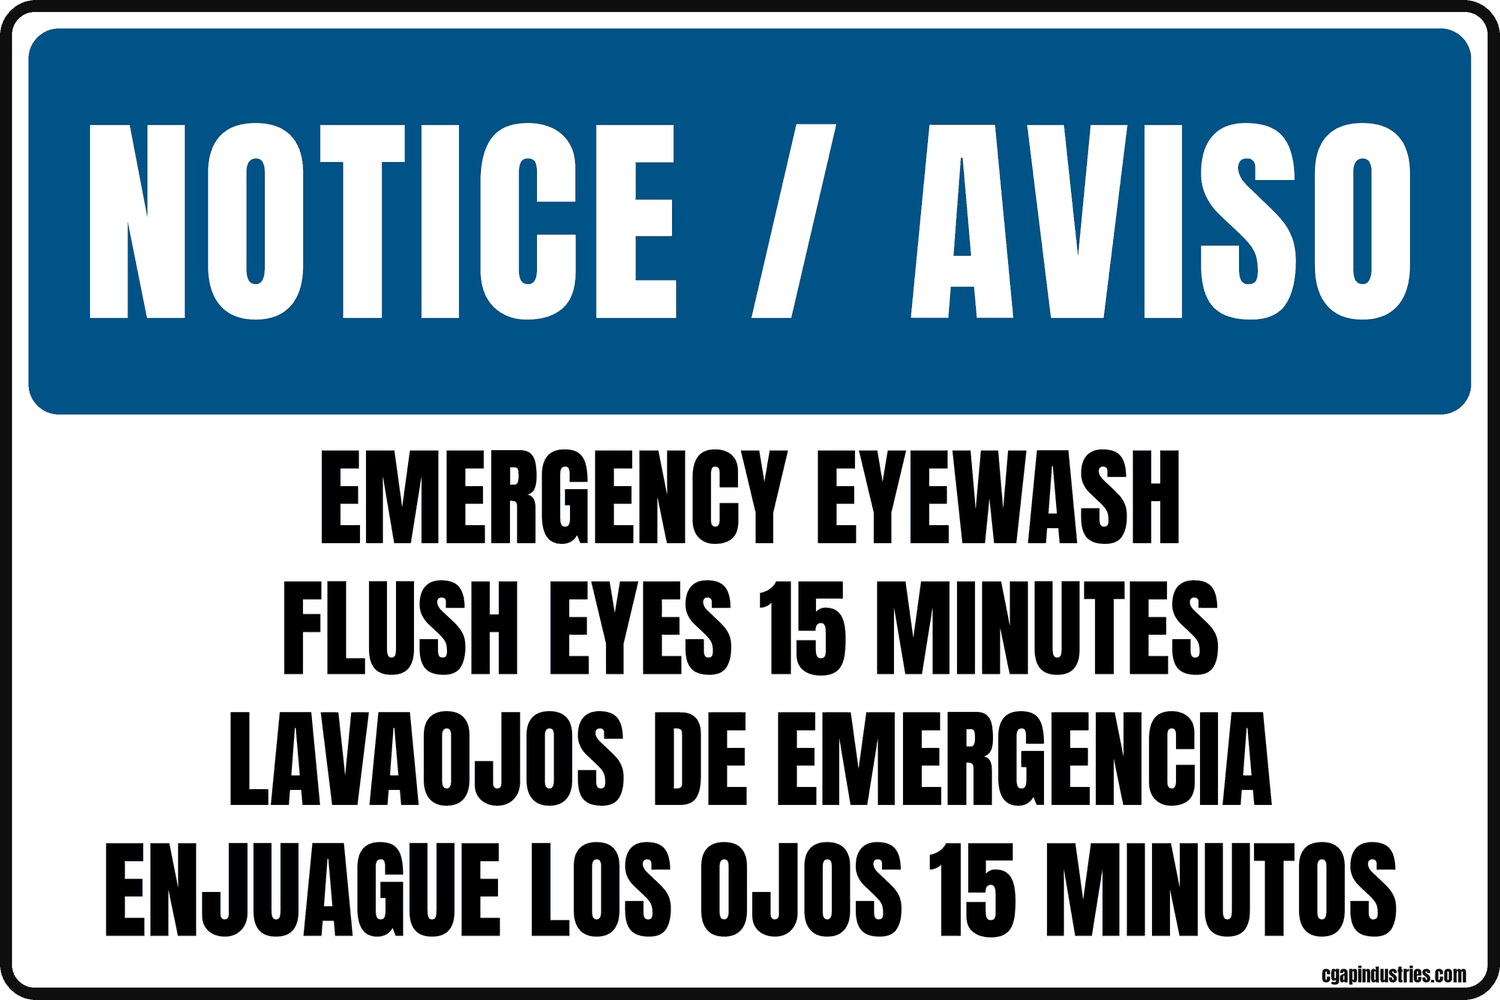 NOTICE / AVISO
EMERGENCY EYEWASH
FLUSH EYES 15 MINUTES
LAVAOJOS DE EMERGENCIA
ENJUAGUE LOS OJOS 15 MINUTOS
cgapindustries.com